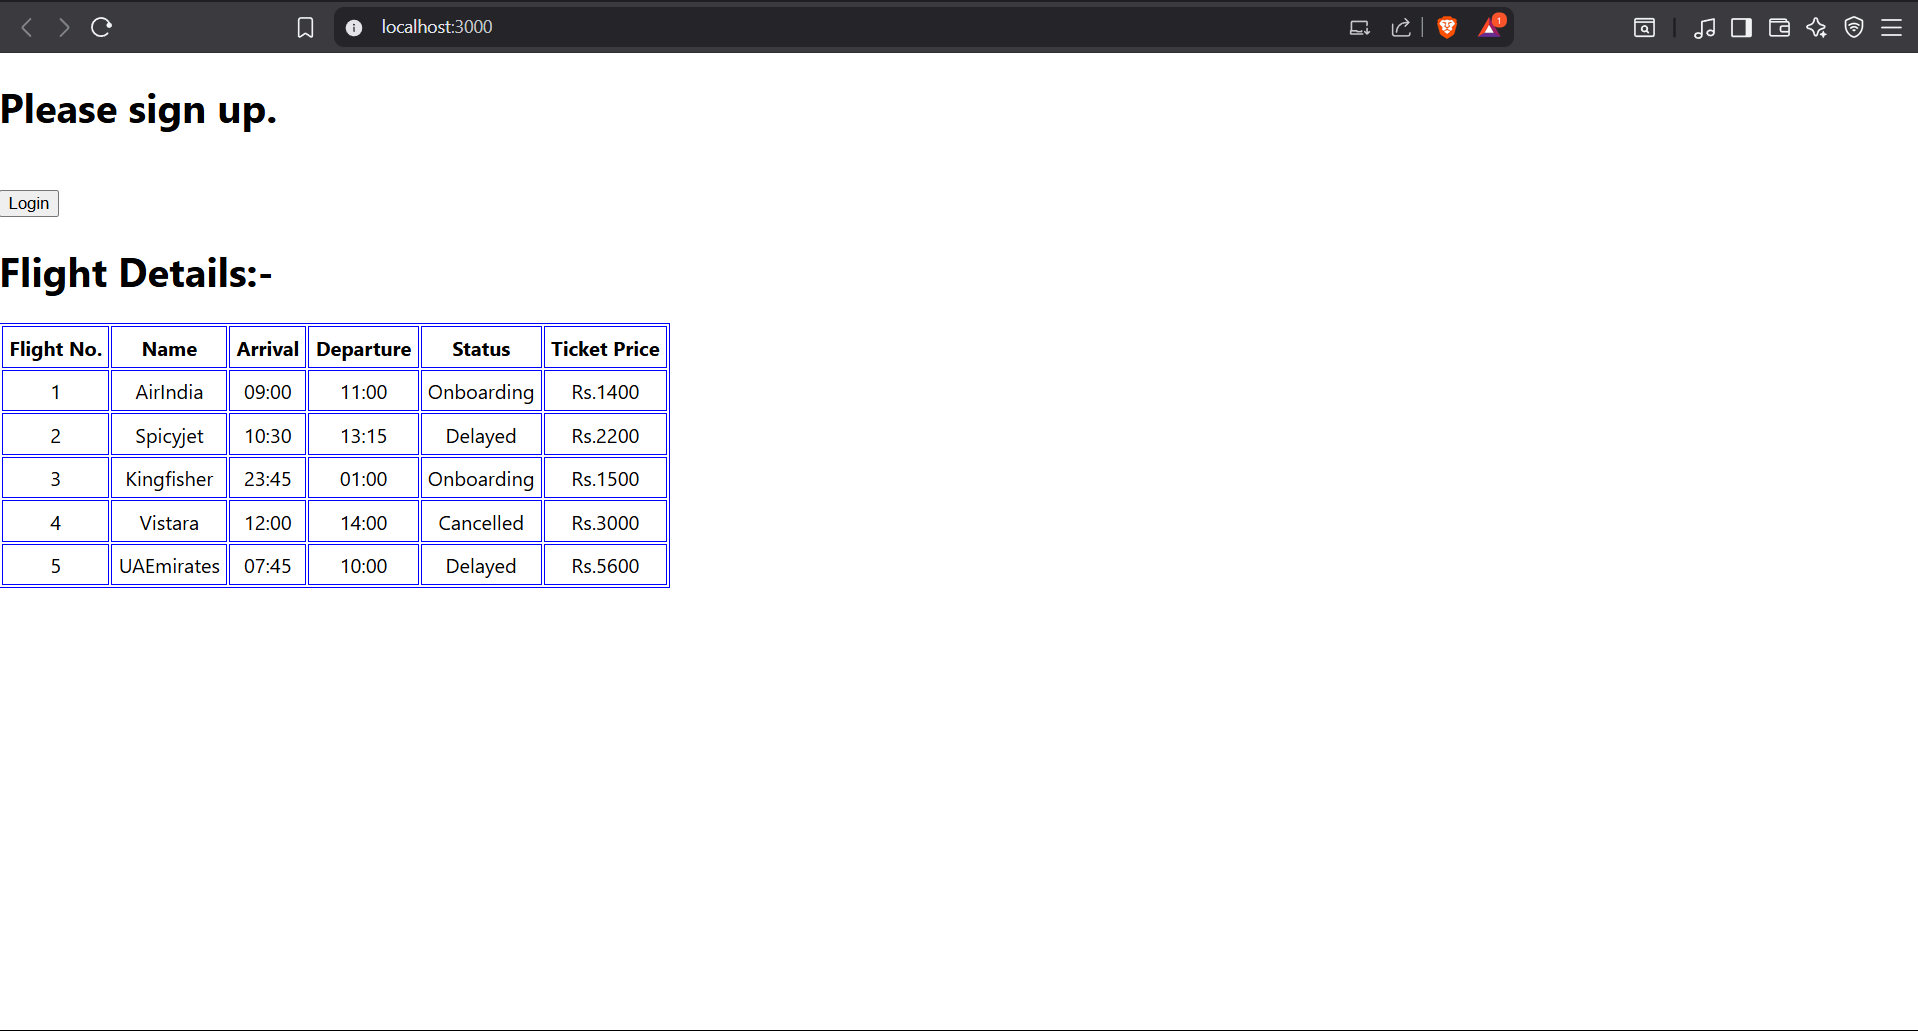 localhost:3000
1
Please sign up.
Login
Flight Details:-
Flight No. Name Arrival Departure Status Ticket Price
1 AirIndia 09:00 11:00 Onboarding Rs.1400
2 Spicyjet 10:30 13:15 Delayed Rs.2200
3 Kingfisher 23:45 01:00 Onboarding Rs.1500
4 Vistara 12:00 14:00 Cancelled Rs.3000
5 UAEmirates 07:45 10:00 Delayed Rs.5600